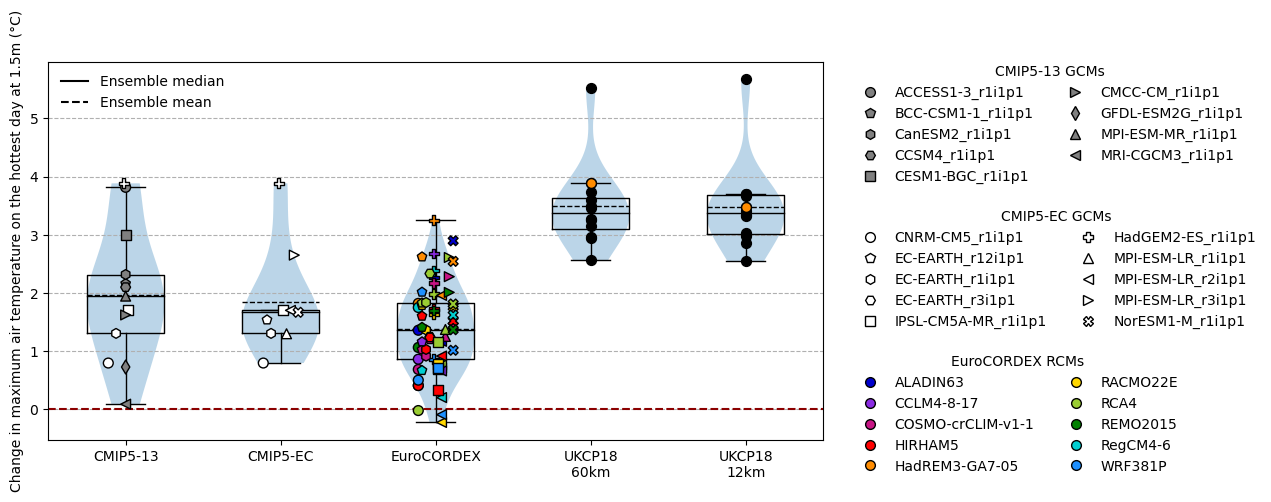 Change in maximum air temperature on the hottest day at 1.5m (°C)
Ensemble median
Ensemble mean
5
4
3
2
1
0
CMIP5-13
CMIP5-EC
EuroCORDEX
UKCP18
60km
UKCP18
12km
CMIP5-13 GCMs
ACCESS1-3_r1i1p1
BCC-CSM1-1_r1i1p1
CanESM2_r1i1p1
CCSM4_r1i1p1
CESM1-BGC_r1i1p1
CMCC-CM_r1i1p1
GFDL-ESM2G_r1i1p1
MPI-ESM-MR_r1i1p1
MRI-CGCM3_r1i1p1
CMIP5-EC GCMs
CNRM-CM5_r1i1p1
EC-EARTH_r12i1p1
EC-EARTH_r1i1p1
EC-EARTH_r3i1p1
IPSL-CM5A-MR_r1i1p1
HadGEM2-ES_r1i1p1
MPI-ESM-LR_r1i1p1
MPI-ESM-LR_r2i1p1
MPI-ESM-LR_r3i1p1
NorESM1-M_r1i1p1
EuroCORDEX RCMs
ALADIN63
CCLM4-8-17
COSMO-crCLIM-v1-1
HIRHAM5
HadREM3-GA7-05
RACMO22E
RCA4
REMO2015
RegCM4-6
WRF381P